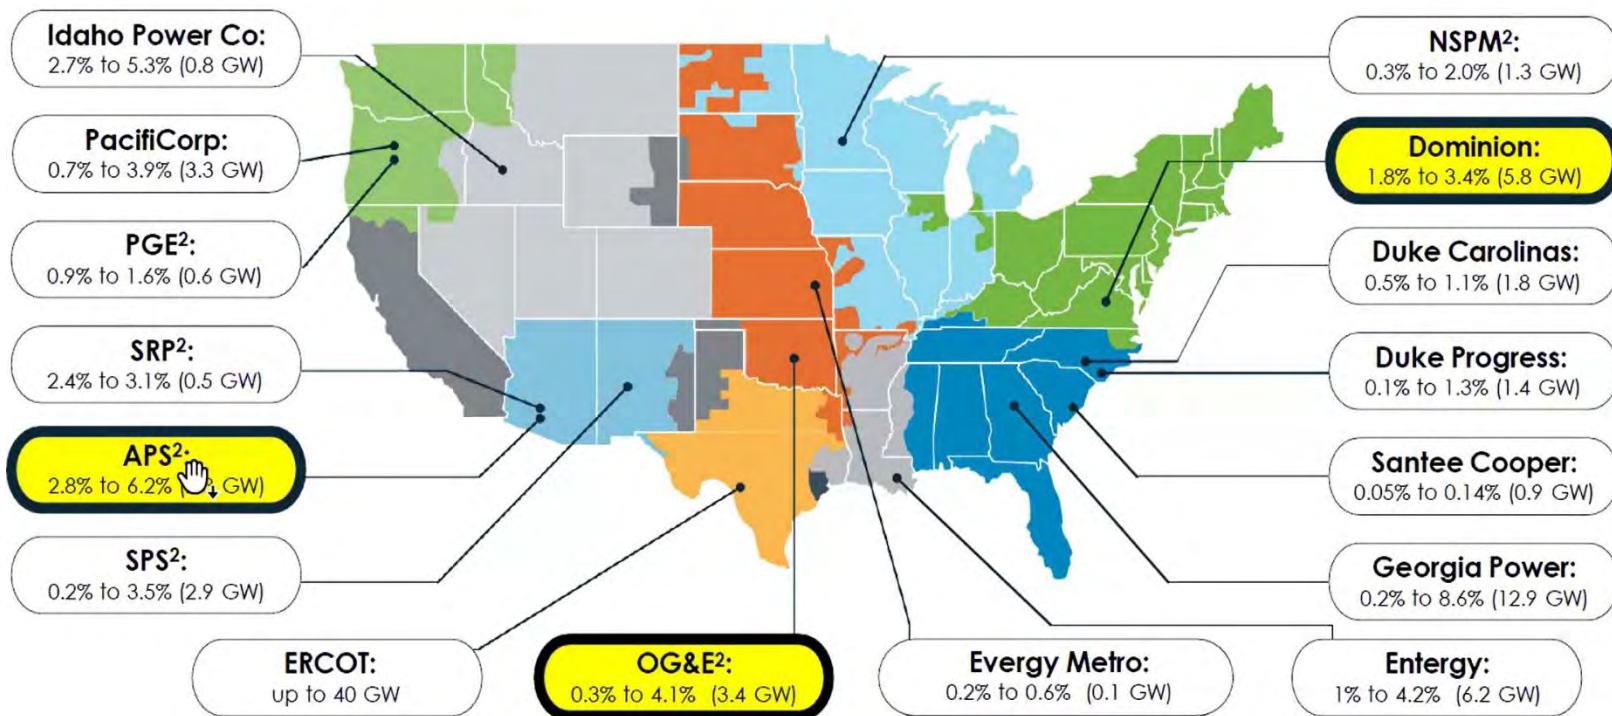 Idaho Power Co:
2.7% to 5.3% (0.8 GW)
PacifiCorp:
0.7% to 3.9% (3.3 GW)
PGE²:
0.9% to 1.6% (0.6 GW)
SRP²:
2.4% to 3.1% (0.5 GW)
APS²:
2.8% to 6.2% GW)
SPS²:
0.2% to 3.5% (2.9 GW)
ERCOT:
up to 40 GW
OG&E²:
0.3% to 4.1% (3.4 GW)
Evergy Metro:
0.2% to 0.6% (0.1 GW)
Entergy:
1% to 4.2% (6.2 GW)
NSPM²:
0.3% to 2.0% (1.3 GW)
Dominion:
1.8% to 3.4% (5.8 GW)
Duke Carolinas:
0.5% to 1.1% (1.8 GW)
Duke Progress:
0.1% to 1.3% (1.4 GW)
Santee Cooper:
0.05% to 0.14% (0.9 GW)
Georgia Power:
0.2% to 8.6% (12.9 GW)